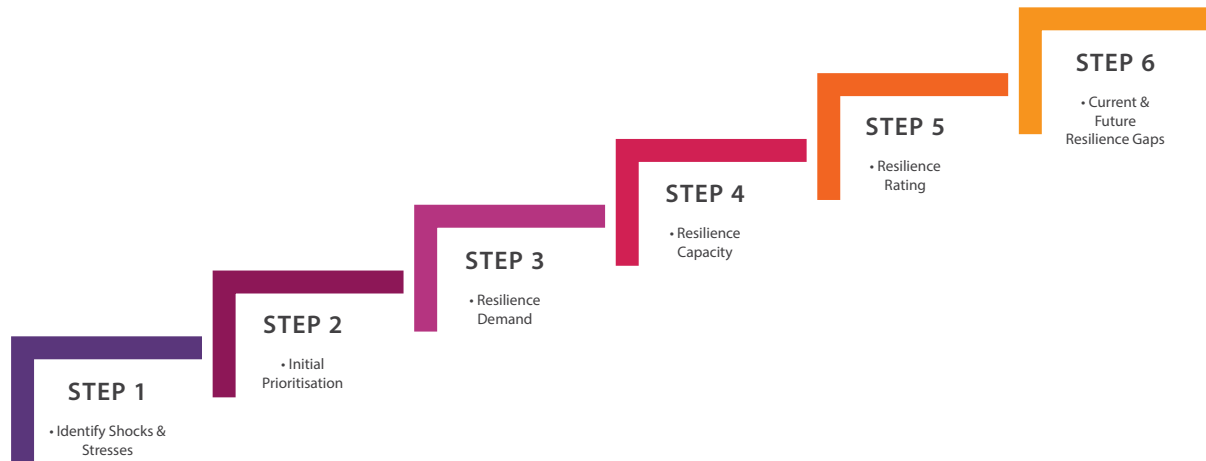 STEP 1
• Identify Shocks &
Stresses
STEP 2
• Initial
Prioritisation
STEP 3
• Resilience
Demand
STEP 4
• Resilience
Capacity
STEP 5
• Resilience
Rating
STEP 6
• Current &
Future
Resilience Gaps